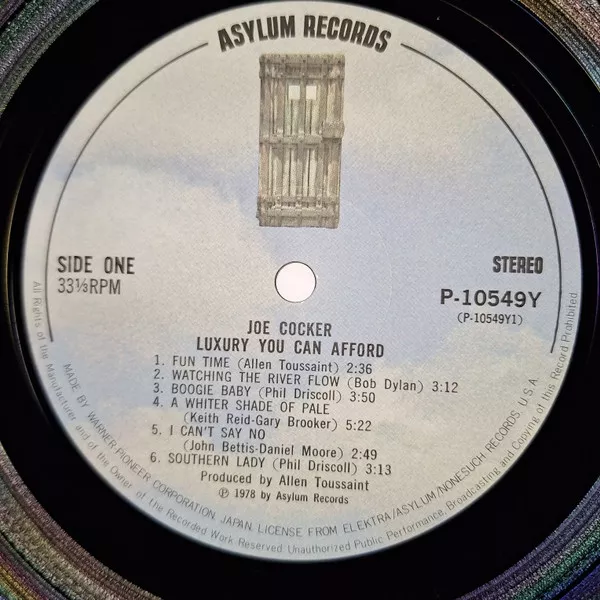 ASYLUM RECORDS
SIDE ONE
33⅓RPM
STEREO
P-10549Y
(P-10549Y1)
JOE COCKER
LUXURY YOU CAN AFFORD
1. FUN TIME (Allen Toussaint) 2:36
2. WATCHING THE RIVER FLOW (Bob Dylan) 3:12
3. BOOGIE BABY (Phil Driscoll) 3:50
4. A WHITER SHADE OF PALE
(Keith Reid-Gary Brooker) 5:22
5. I CAN'T SAY NO
(John Bettis-Daniel Moore) 2:49
6. SOUTHERN LADY (Phil Driscoll) 3:13
Produced by Allen Toussaint
Ⓟ 1978 by Asylum Records
MADE BY WARNER-PIONEER CORPORATION JAPAN LICENSE FROM ELEKTRA/ASYLUM/NONESUCH RECORDS U.S.A
All Rights of the Manufacturer and of the Owner of the Recorded Work Reserved Unauthorized Public Performance, Broadcasting and Copying of this Record Prohibited